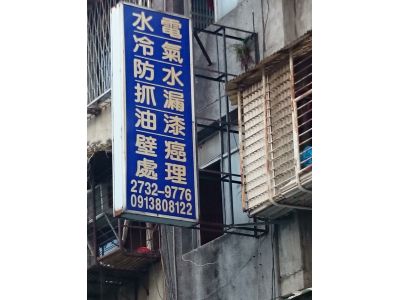 水電
冷氣
防水
抓漏
油漆
壁癌
處理
2732-9776
0913808122